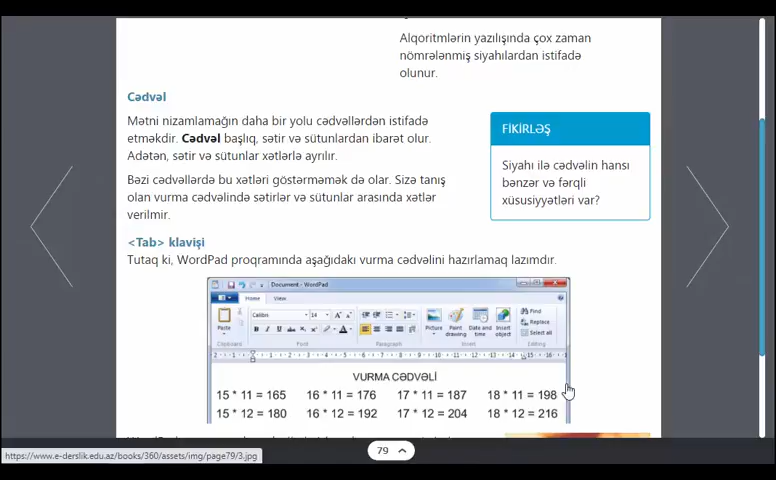 Alqoritmlərin yazılışında çox zaman
nömrələnmiş siyahılardan istifadə
olunur.
Cədvəl
Mətni nizamlamağın daha bir yolu cədvəllərdən istifadə
etməkdir. Cədvəl başlıq, sətir və sütunlardan ibarət olur.
Adətən, sətir və sütunlar xətlərlə ayrılır.
Bəzi cədvəllərdə bu xətləri göstərməmək də olar. Sizə tanış
olan vurma cədvəlində sətirlər və sütunlar arasında xətlər
verilmir.
FİKİRLƏŞ
Siyahı ilə cədvəlin hansı
bənzər və fərqli
xüsusiyyətləri var?
<Tab> klavişi
Tutaq ki, WordPad proqramında aşağıdakı vurma cədvəlini hazırlamaq lazımdır.
Document - WordPad
Home View
Calibri 14
Paste
Picture Paint drawing Date and time Insert object
Find
Replace
Select all
Clipboard Font Paragraph Insert Editing
VURMA CƏDVƏLİ
15 * 11 = 165 16 * 11 = 176 17 * 11 = 187 18 * 11 = 198
15 * 12 = 180 16 * 12 = 192 17 * 12 = 204 18 * 12 = 216
79
https://www.e-derslik.edu.az/books/360/assets/img/page79/3.jpg